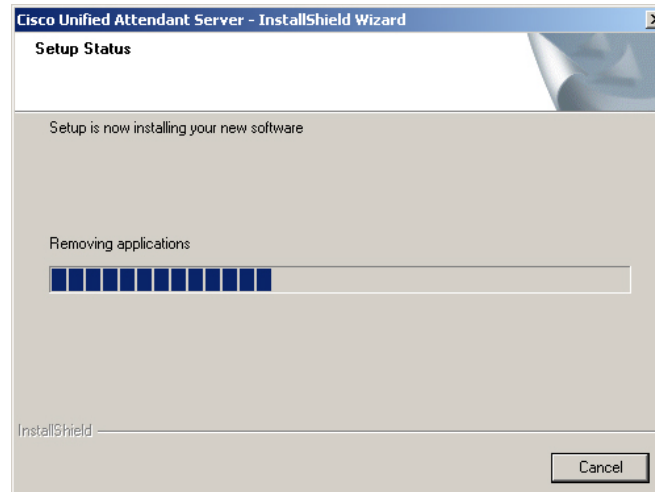 Cisco Unified Attendant Server - InstallShield Wizard
Setup Status
Setup is now installing your new software
Removing applications
InstallShield
Cancel